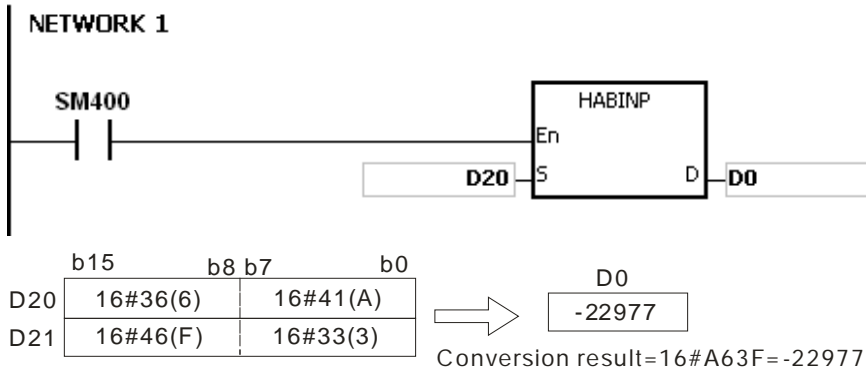 NETWORK 1
SM400
HABINP
En
D20 S D D0
b15 b8 b7 b0
D0
D20 16#36(6) 16#41(A)
-22977
D21 16#46(F) 16#33(3)
Conversion result=16#A63F=-22977